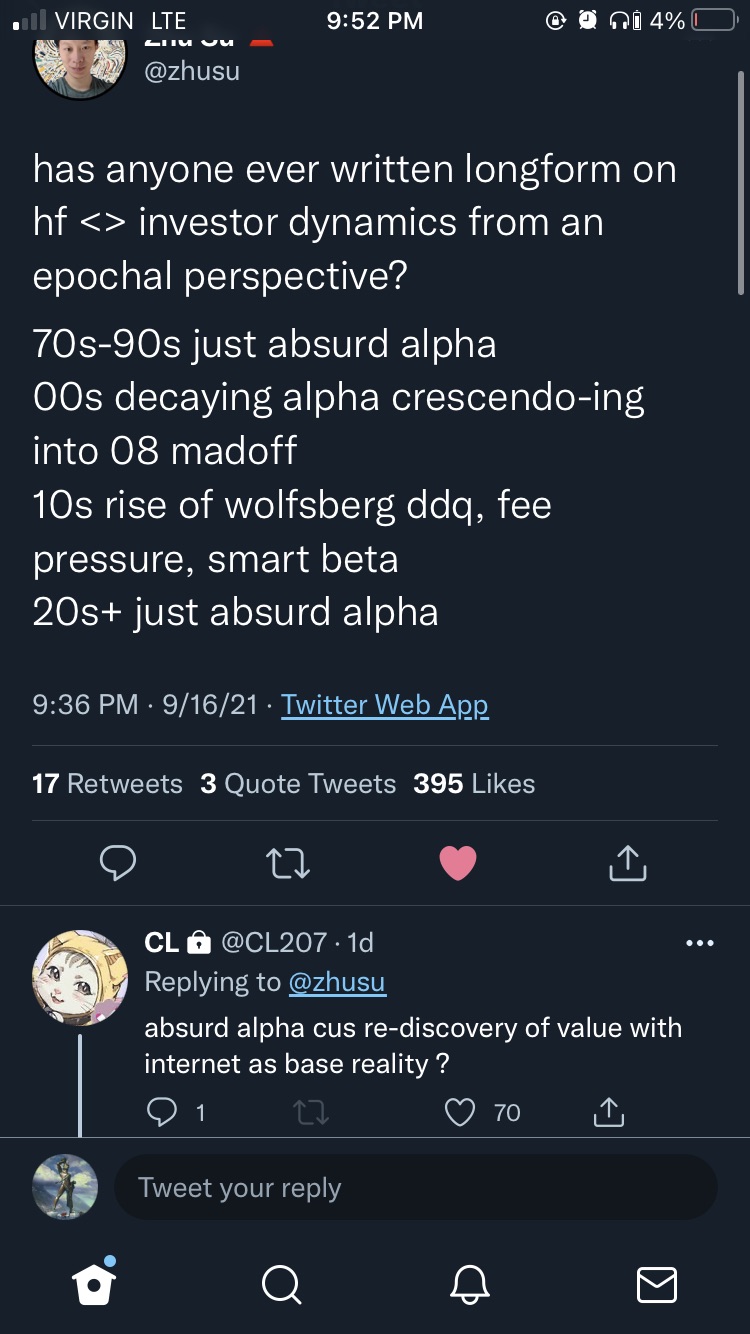 VIRGIN LTE 9:52 PM 4%
Zhu Su
@zhusu
has anyone ever written longform on
hf <> investor dynamics from an
epochal perspective?
70s-90s just absurd alpha
00s decaying alpha crescendo-ing
into 08 madoff
10s rise of wolfsberg ddq, fee
pressure, smart beta
20s+ just absurd alpha
9:36 PM · 9/16/21 · Twitter Web App
17 Retweets 3 Quote Tweets 395 Likes
CL @CL207 · 1d
Replying to @zhusu
absurd alpha cus re-discovery of value with
internet as base reality ?
1 70
Tweet your reply